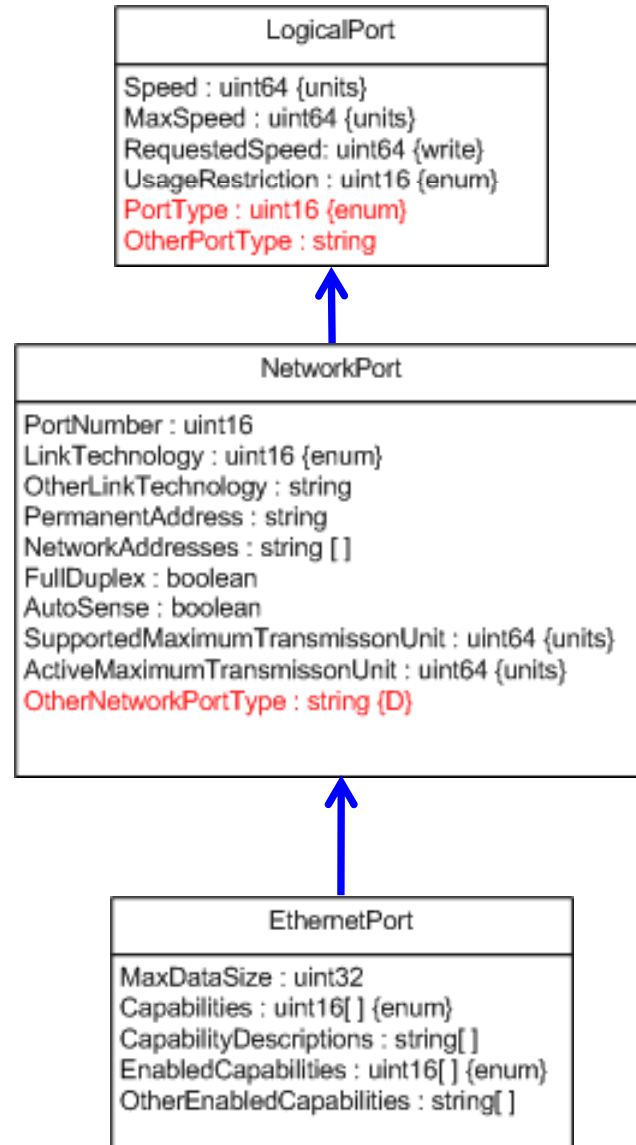 LogicalPort
Speed : uint64 {units}
MaxSpeed : uint64 {units}
RequestedSpeed: uint64 {write}
UsageRestriction : uint16 {enum}
PortType : uint16 {enum}
OtherPortType : string
NetworkPort
PortNumber : uint16
LinkTechnology : uint16 {enum}
OtherLinkTechnology : string
PermanentAddress : string
NetworkAddresses : string [ ]
FullDuplex : boolean
AutoSense : boolean
SupportedMaximumTransmissonUnit : uint64 {units}
ActiveMaximumTransmissonUnit : uint64 {units}
OtherNetworkPortType : string {D}
EthernetPort
MaxDataSize : uint32
Capabilities : uint16[ ] {enum}
CapabilityDescriptions : string[ ]
EnabledCapabilities : uint16[ ] {enum}
OtherEnabledCapabilities : string[ ]